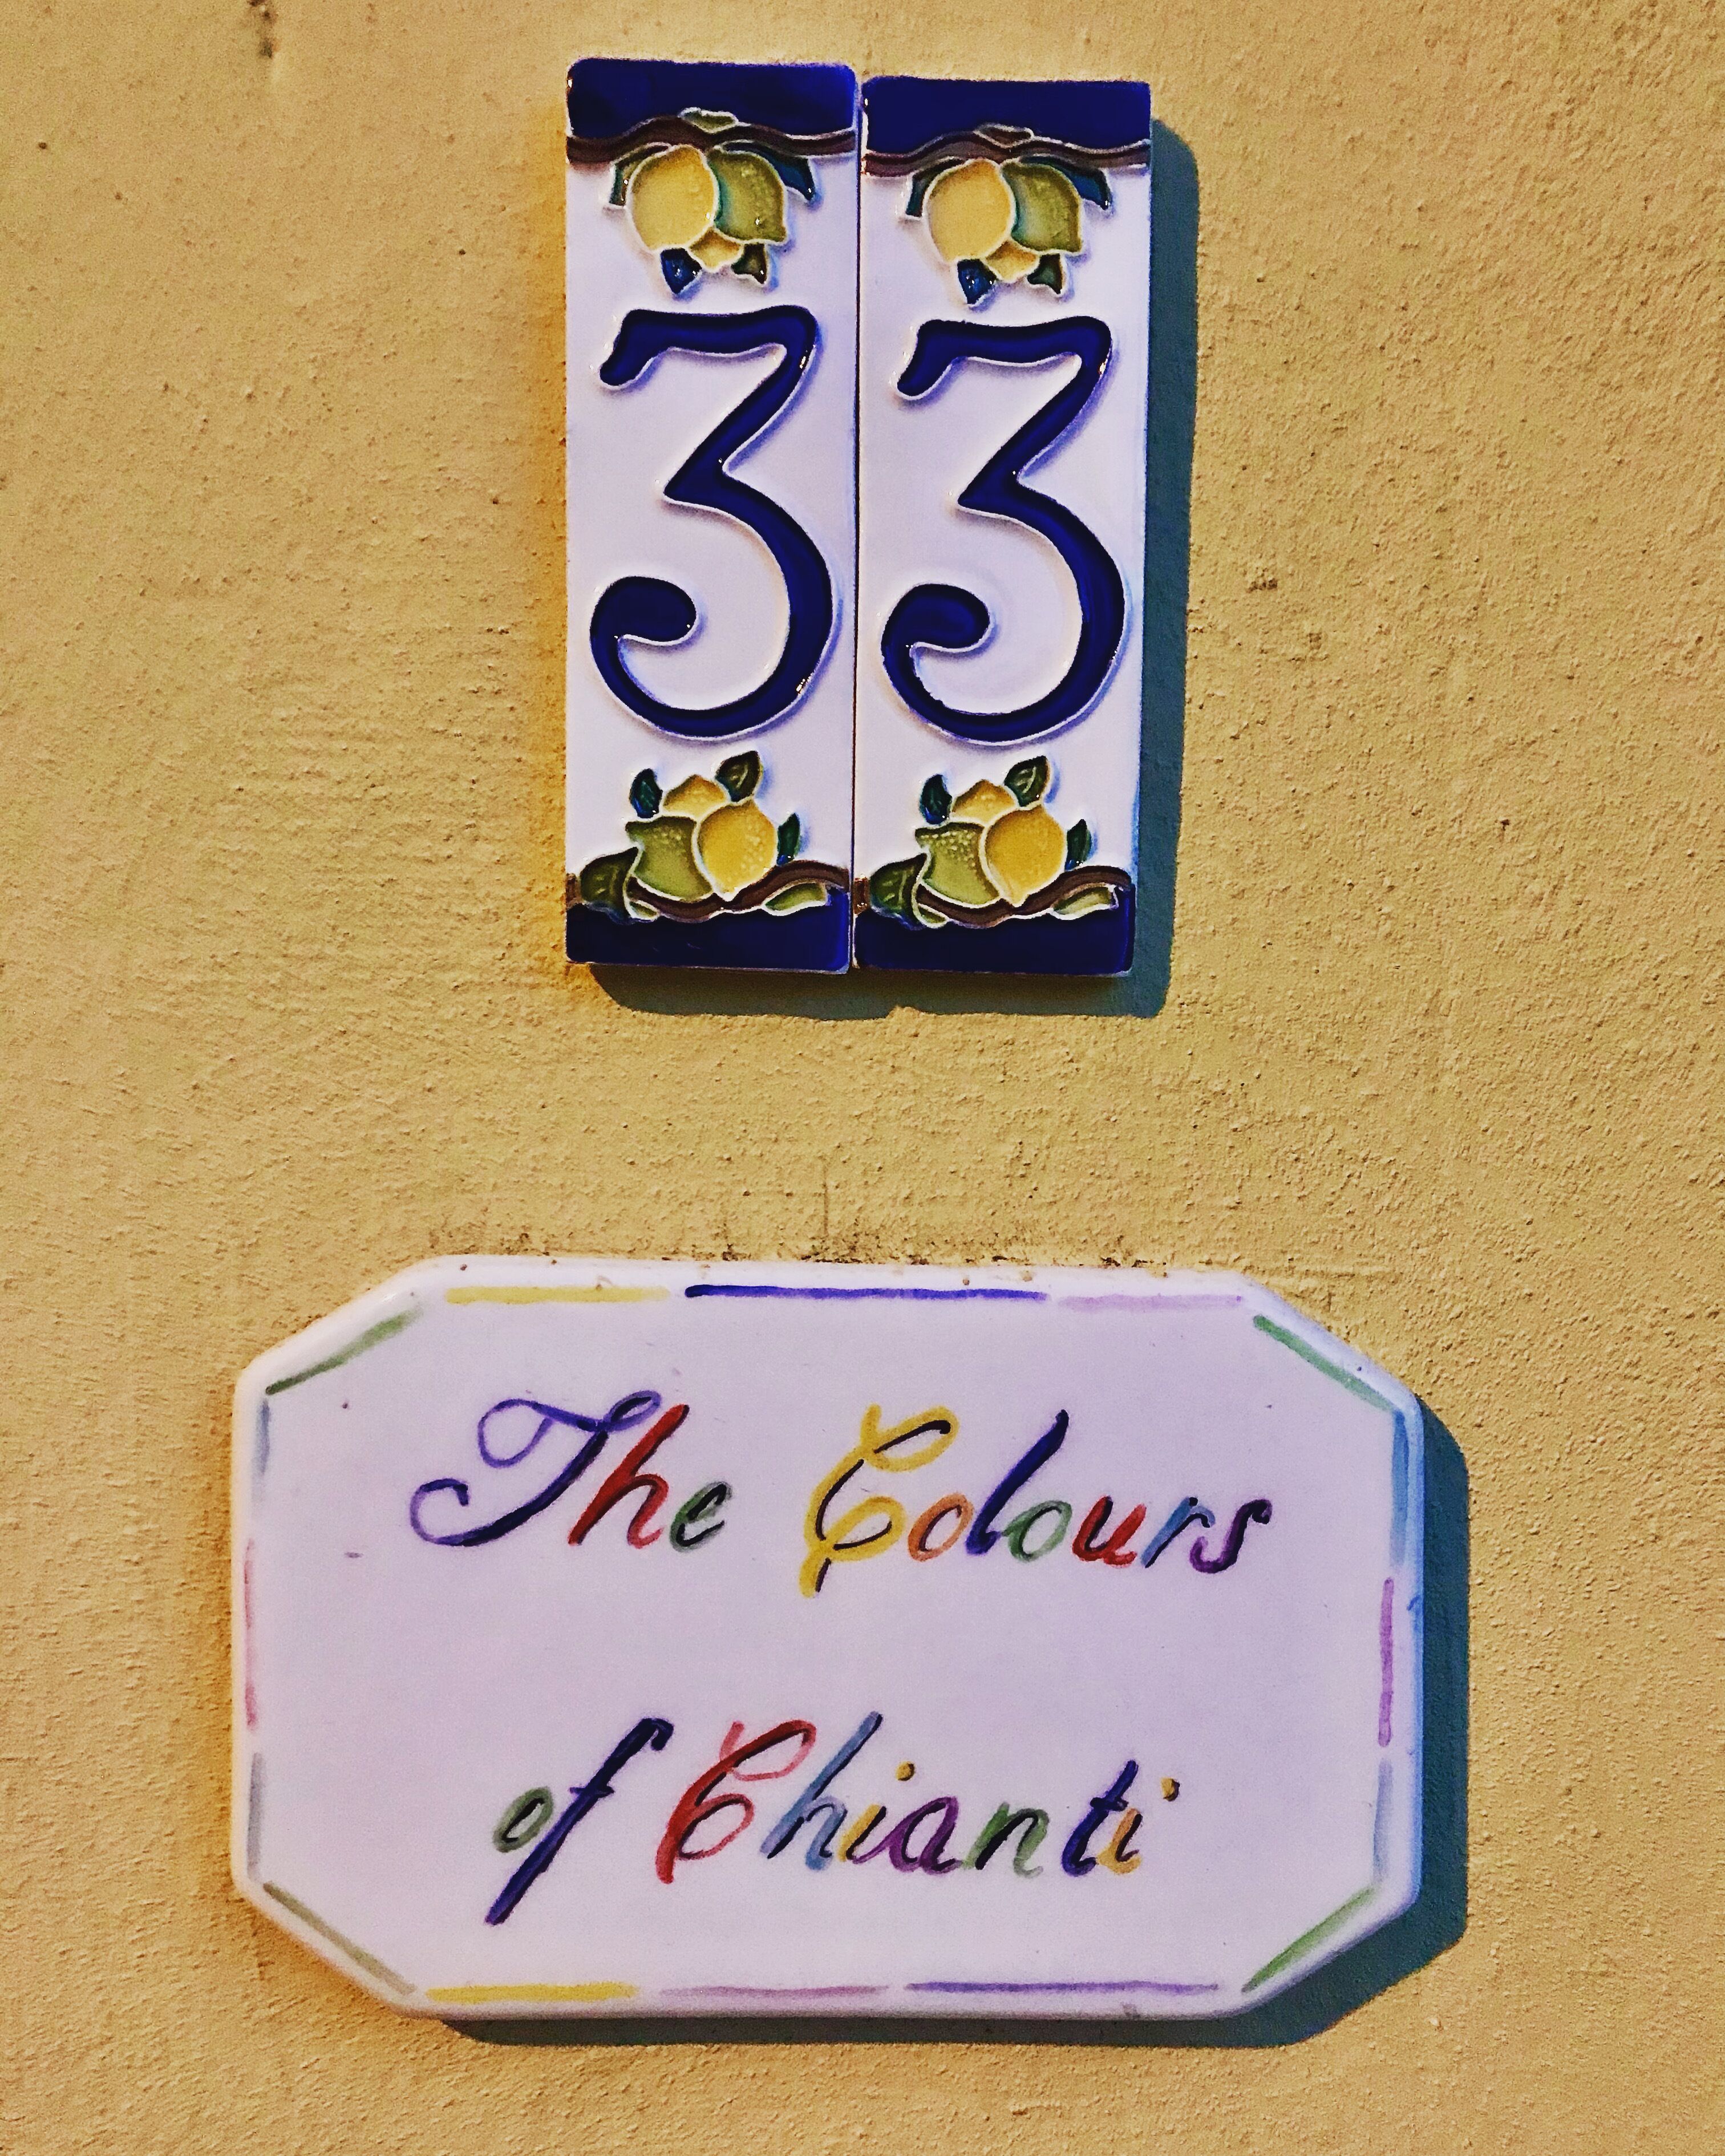 33
The Colours
of Chianti